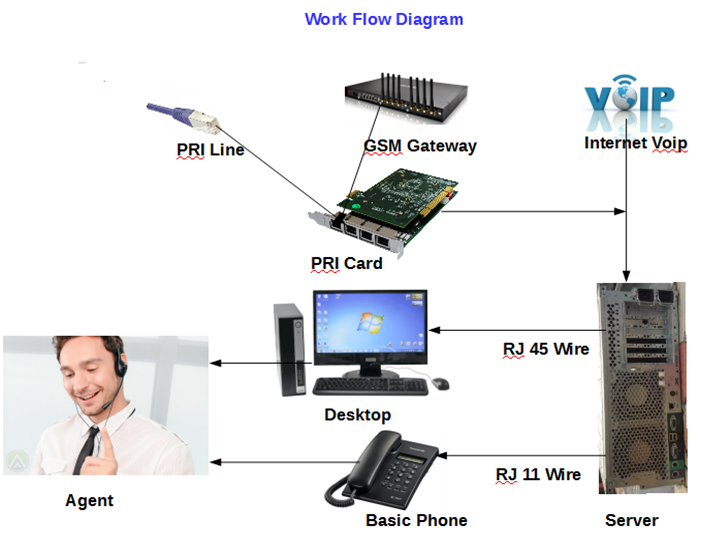 Work Flow Diagram
VOIP
PRI Line
GSM Gateway
Internet Voip
PRI Card
RJ 45 Wire
Desktop
RJ 11 Wire
Agent
Basic Phone
Server